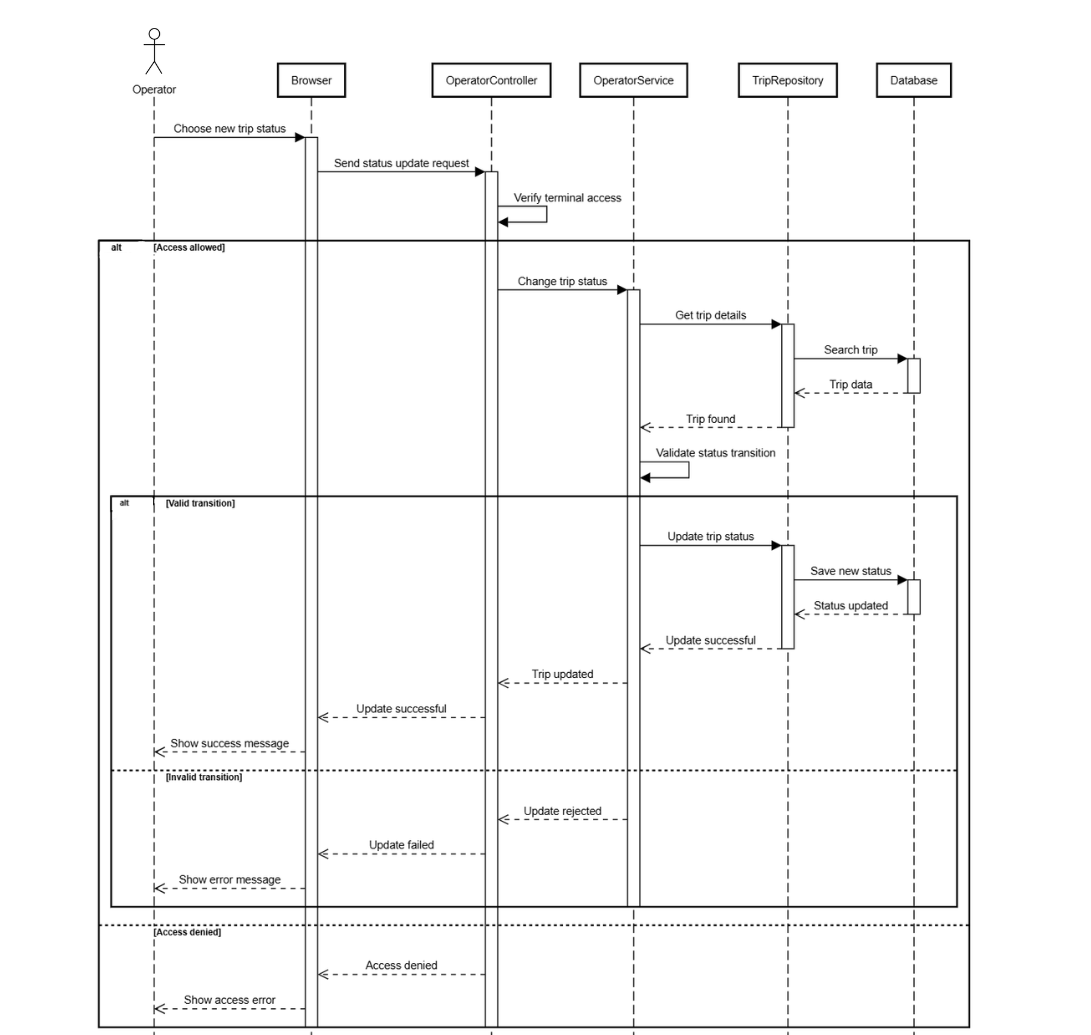 Operator
Browser
OperatorController
OperatorService
TripRepository
Database
Choose new trip status
Send status update request
Verify terminal access
alt
[Access allowed]
Change trip status
Get trip details
Search trip
Trip data
Trip found
Validate status transition
alt
[Valid transition]
Update trip status
Save new status
Status updated
Update successful
Trip updated
Update successful
Show success message
[Invalid transition]
Update rejected
Update failed
Show error message
[Access denied]
Access denied
Show access error